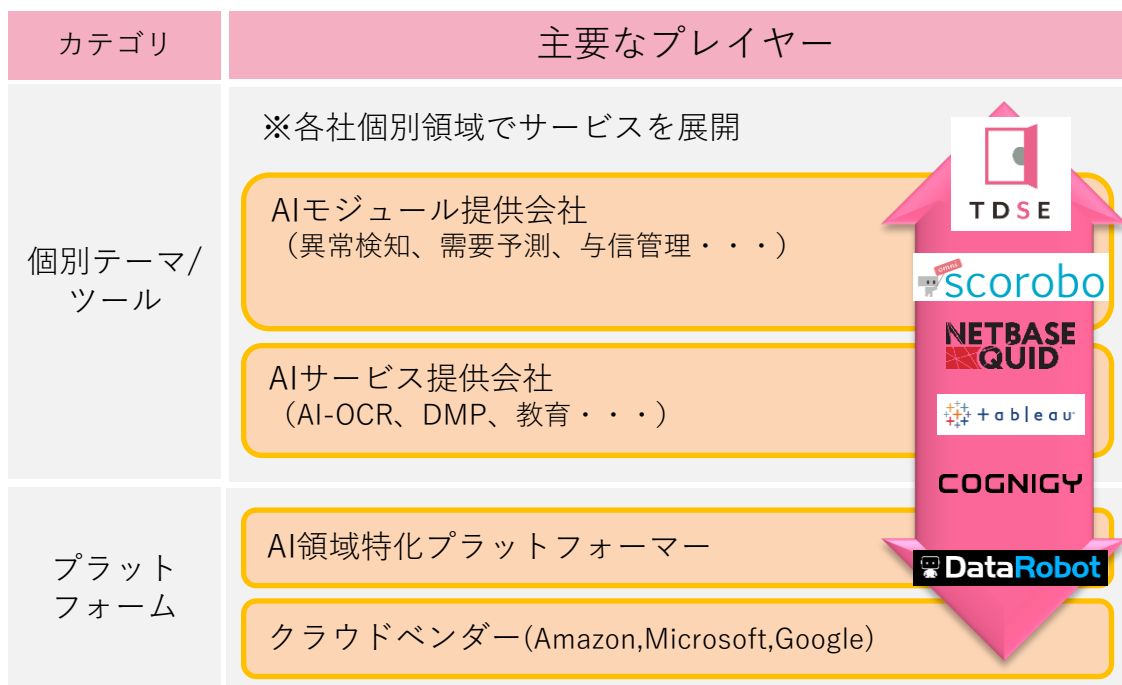 カテゴリ
主要なプレイヤー
個別テーマ/
ツール
※各社個別領域でサービスを展開
AIモジュール提供会社
（異常検知、需要予測、与信管理・・・）
AIサービス提供会社
（AI-OCR、DMP、教育・・・）
プラット
フォーム
AI領域特化プラットフォーマー
クラウドベンダー(Amazon,Microsoft,Google)
TDSE
omni
scorobo
NETBASE
QUID
+ableau
COGNIGY
DataRobot